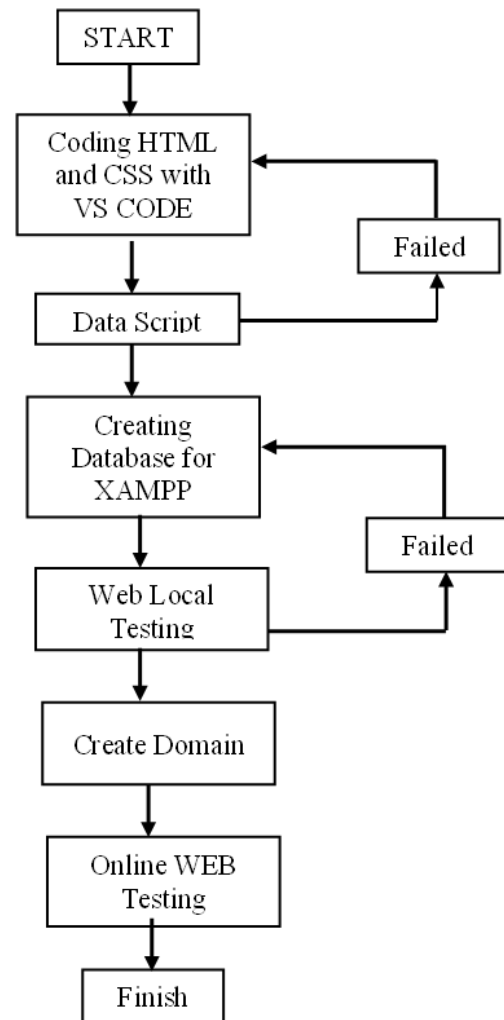 START
Coding HTML
and CSS with
VS CODE
Failed
Data Script
Creating
Database for
XAMPP
Failed
Web Local
Testing
Create Domain
Online WEB
Testing
Finish